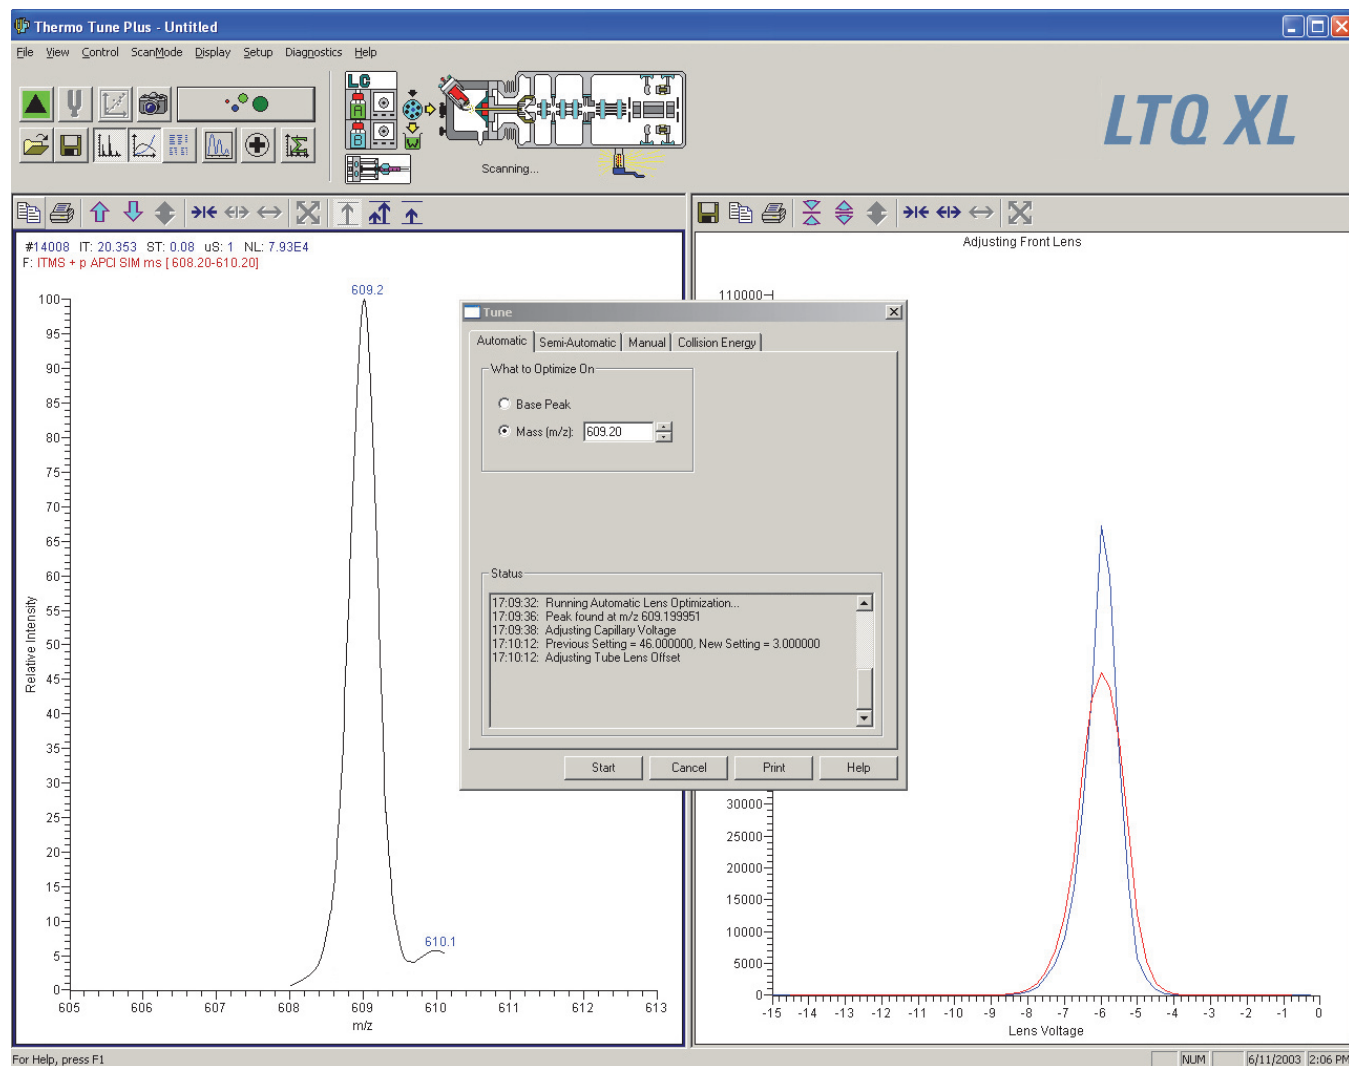 Thermo Tune Plus - Untitled
File View Control ScanMode Display Setup Diagnostics Help
LC
A
B
W
Scanning...
LTQ XL
#14008 IT: 20.353 ST: 0.08 uS: 1 NL: 7.93E4
F: ITMS + p APCI SIM ms [ 608.20-610.20]
Adjusting Front Lens
609.2
100
95
90
85
80
75
70
65
60
55
50
45
40
35
30
25
20
15
10
5
0
Relative Intensity
610.1
605 606 607 608 609 610 611 612 613
m/z
110000
30000
25000
20000
15000
10000
5000
0
-15 -14 -13 -12 -11 -10 -9 -8 -7 -6 -5 -4 -3 -2 -1 0
Lens Voltage
Tune
Automatic Semi-Automatic Manual Collision Energy
What to Optimize On
Base Peak
Mass (m/z): 609.20
Status
17:09:32: Running Automatic Lens Optimization...
17:09:36: Peak found at m/z 609.199951
17:09:38: Adjusting Capillary Voltage
17:10:12: Previous Setting = 46.000000, New Setting = 3.000000
17:10:12: Adjusting Tube Lens Offset
Start Cancel Print Help
For Help, press F1
NUM 6/11/2003 2:06 PM